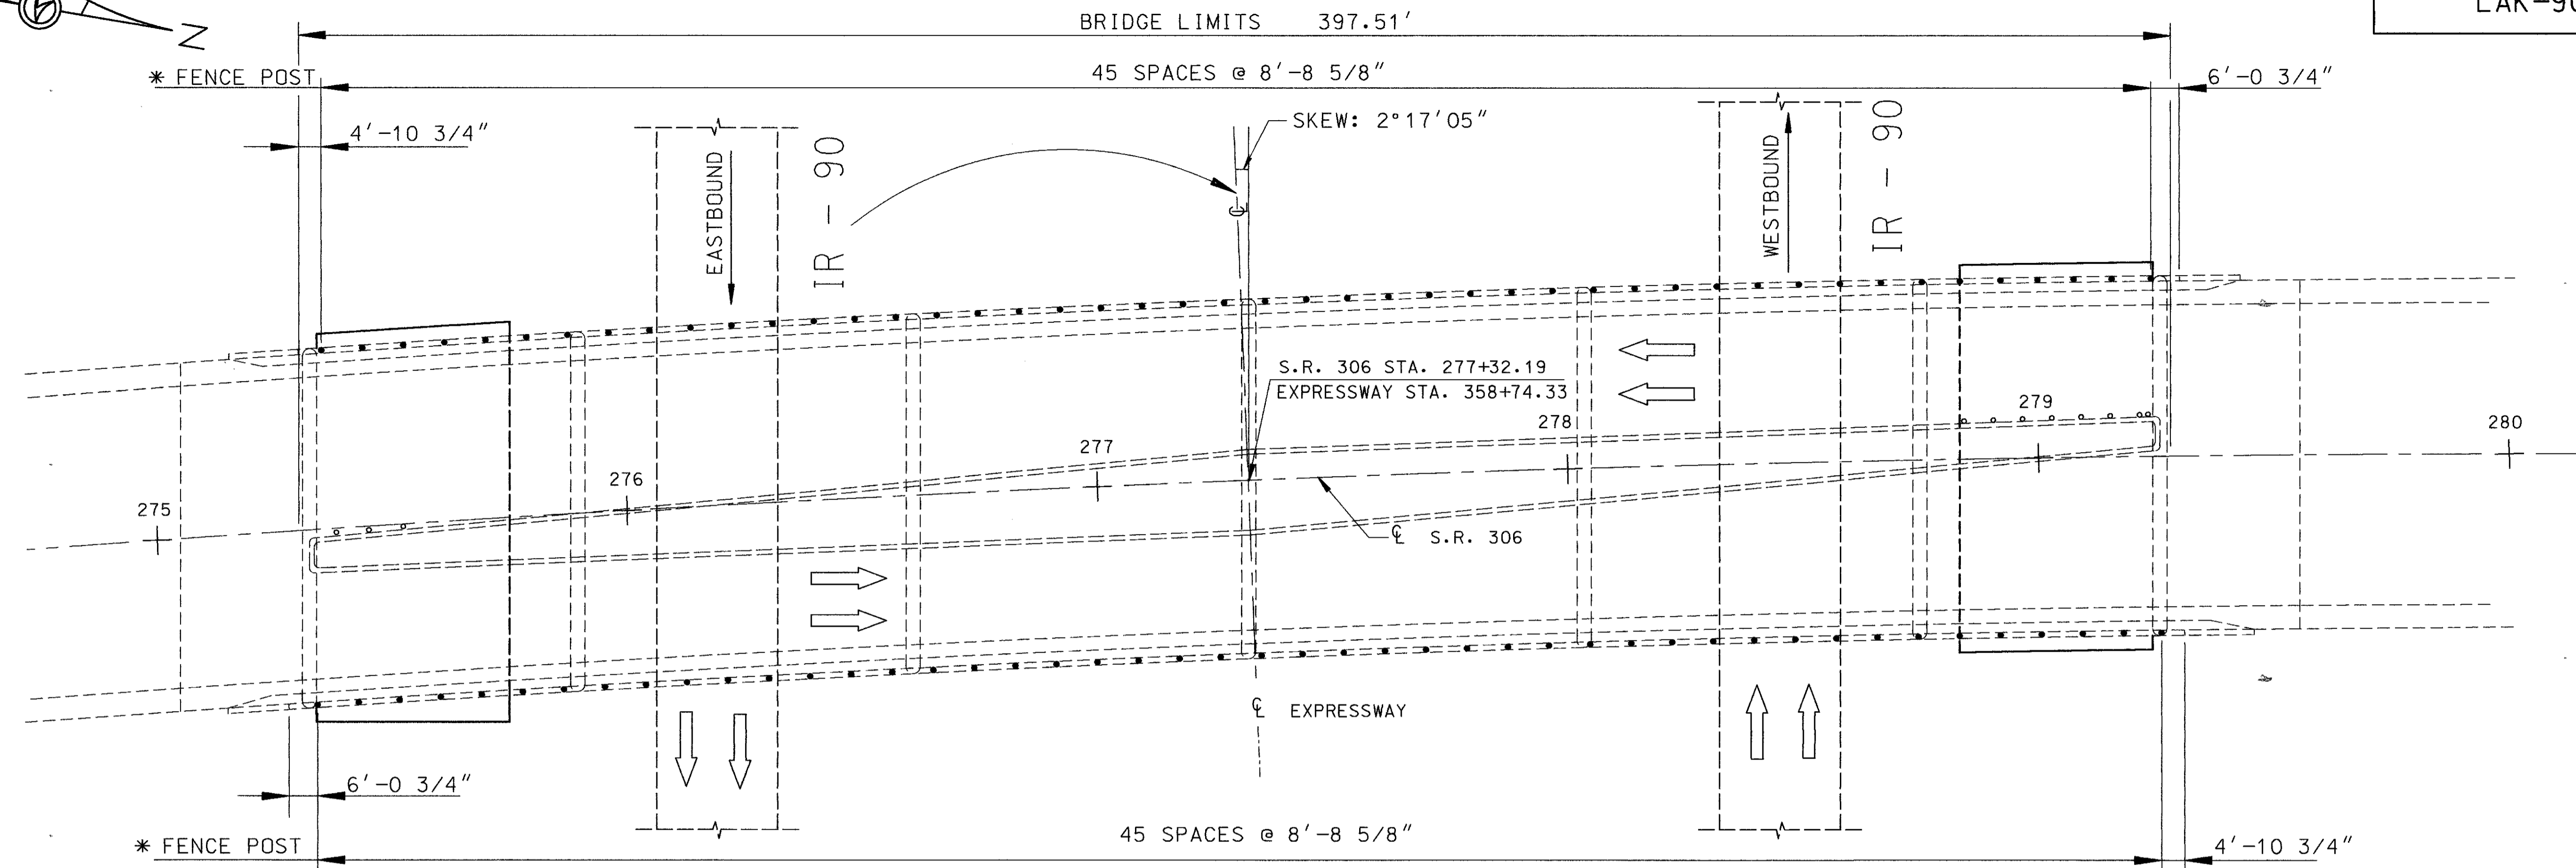 N
LAK-90
BRIDGE LIMITS 397.51'
* FENCE POST
45 SPACES @ 8'-8 5/8"
6'-0 3/4"
4'-10 3/4"
SKEW: 2°17'05"
EASTBOUND
IR - 90
℄
WESTBOUND
IR - 90
S.R. 306 STA. 277+32.19
EXPRESSWAY STA. 358+74.33
275
276
277
278
279
280
℄ S.R. 306
℄ EXPRESSWAY
6'-0 3/4"
* FENCE POST
45 SPACES @ 8'-8 5/8"
4'-10 3/4"